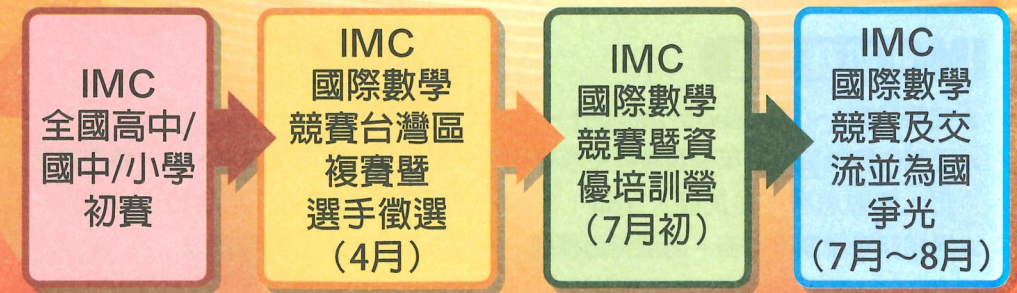 IMC
全國高中/
國中/小學
初賽
IMC
國際數學
競賽台灣區
複賽暨
選手徵選
(4月)
IMC
國際數學
競賽暨資
優培訓營
(7月初)
IMC
國際數學
競賽及交
流並為國
爭光
(7月～8月)